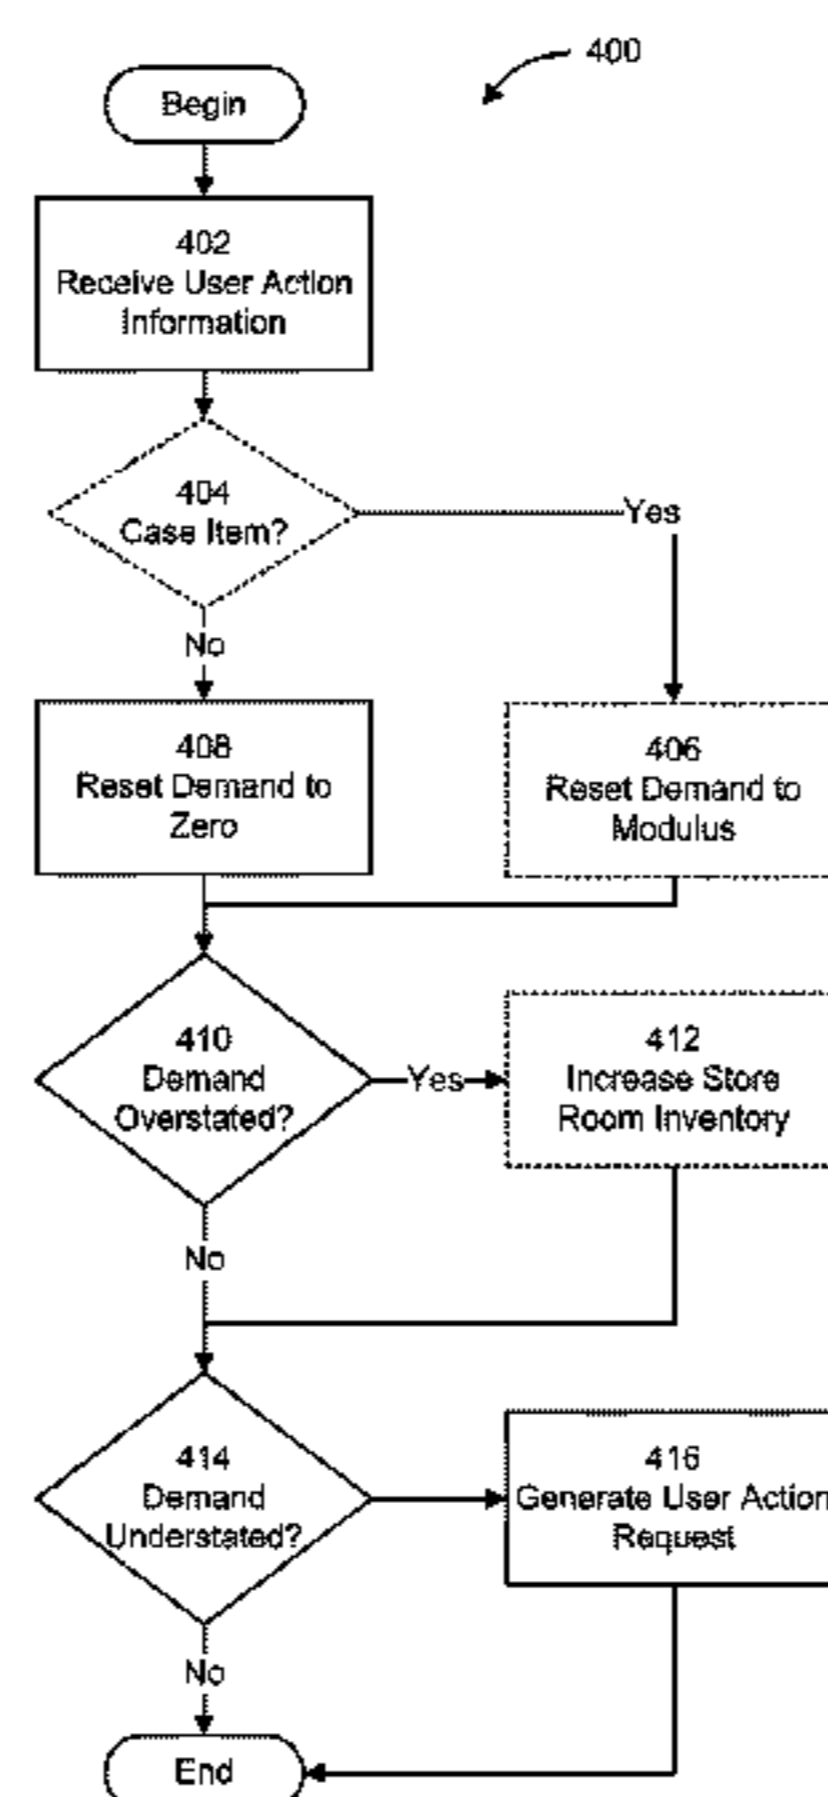 400
Begin
402
Receive User Action
Information
404
Case Item?
Yes
No
408
Reset Demand to
Zero
406
Reset Demand to
Modulus
410
Demand
Overstated?
Yes
412
Increase Store
Room Inventory
No
414
Demand
Understated?
416
Generate User Action
Request
No
End